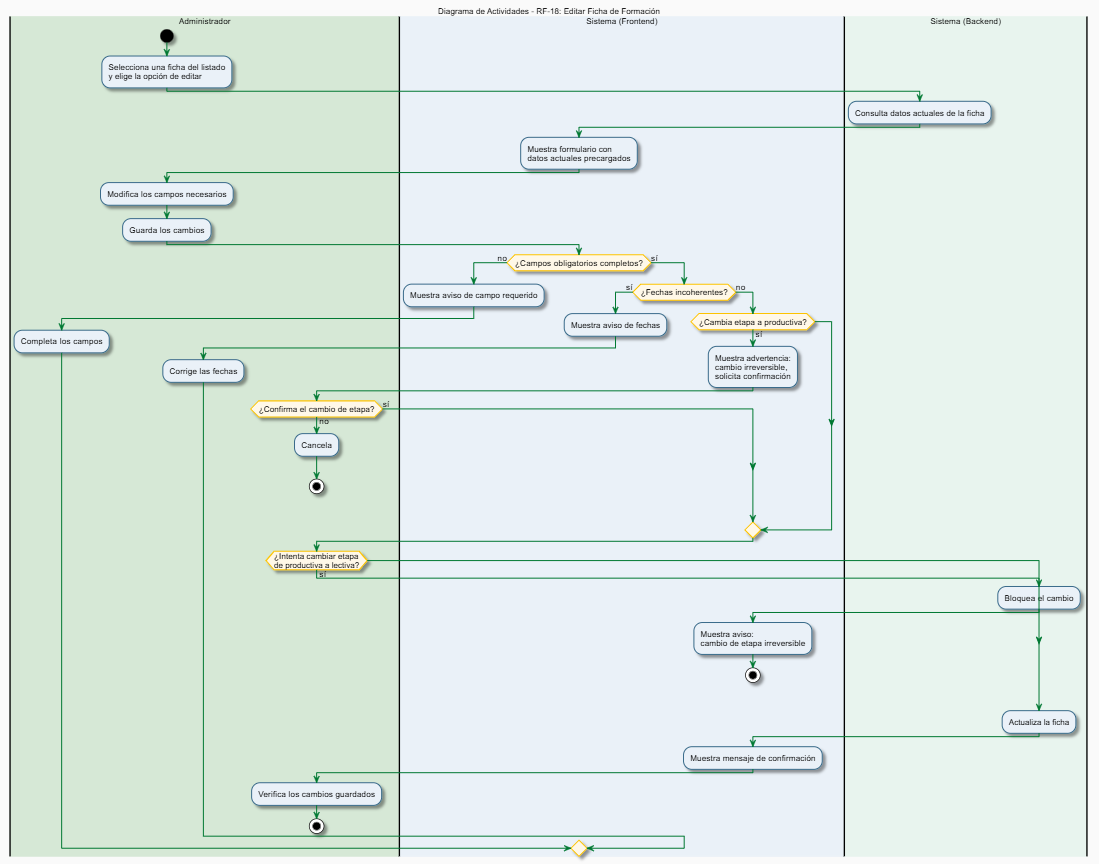 Diagrama de Actividades - RF-18: Editar Ficha de Formación
Administrador
Sistema (Frontend)
Sistema (Backend)
Selecciona una ficha del listado
y elige la opción de editar
Consulta datos actuales de la ficha
Muestra formulario con
datos actuales precargados
Modifica los campos necesarios
Guarda los cambios
no
¿Campos obligatorios completos?
sí
Muestra aviso de campo requerido
sí
¿Fechas incoherentes?
no
Muestra aviso de fechas
¿Cambia etapa a productiva?
sí
Completa los campos
Muestra advertencia:
cambio irreversible,
solicita confirmación
Corrige las fechas
¿Confirma el cambio de etapa?
sí
no
Cancela
¿Intenta cambiar etapa
de productiva a lectiva?
sí
Bloquea el cambio
Muestra aviso:
cambio de etapa irreversible
Actualiza la ficha
Muestra mensaje de confirmación
Verifica los cambios guardados